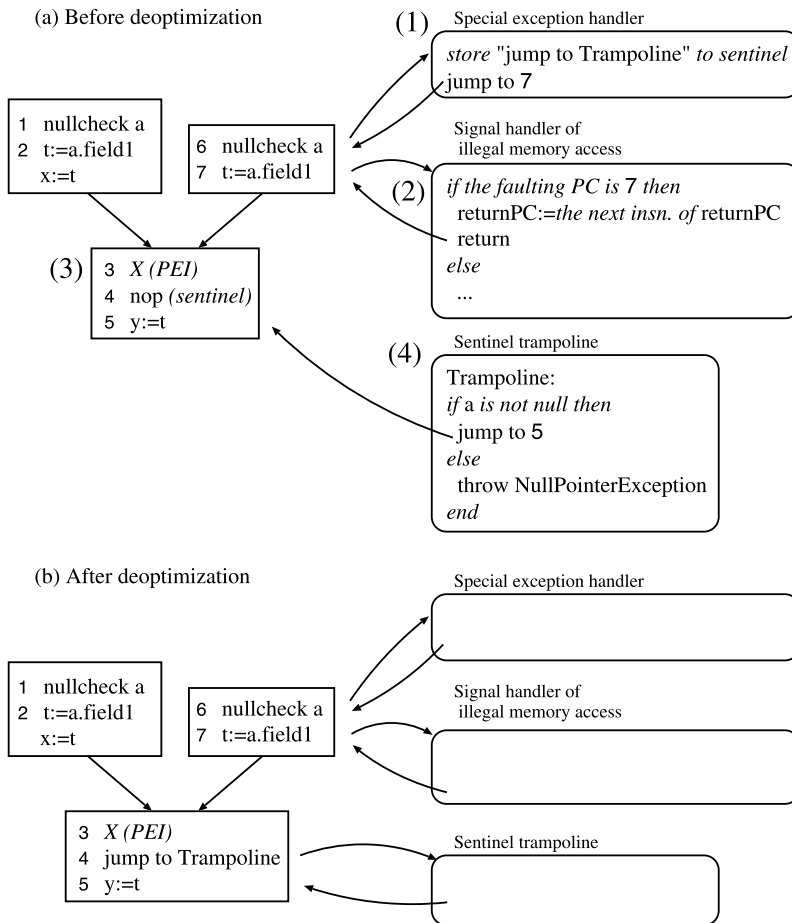 (a) Before deoptimization
(1)
Special exception handler
store "jump to Trampoline" to sentinel
jump to 7
1 nullcheck a
2 t:=a.field1
x:=t
6 nullcheck a
7 t:=a.field1
Signal handler of
illegal memory access
(2)
if the faulting PC is 7 then
returnPC:=the next insn. of returnPC
return
else
...
(3)
3 X (PEI)
4 nop (sentinel)
5 y:=t
(4)
Sentinel trampoline
Trampoline:
if a is not null then
jump to 5
else
throw NullPointerException
end
(b) After deoptimization
Special exception handler
1 nullcheck a
2 t:=a.field1
x:=t
6 nullcheck a
7 t:=a.field1
Signal handler of
illegal memory access
3 X (PEI)
4 jump to Trampoline
5 y:=t
Sentinel trampoline